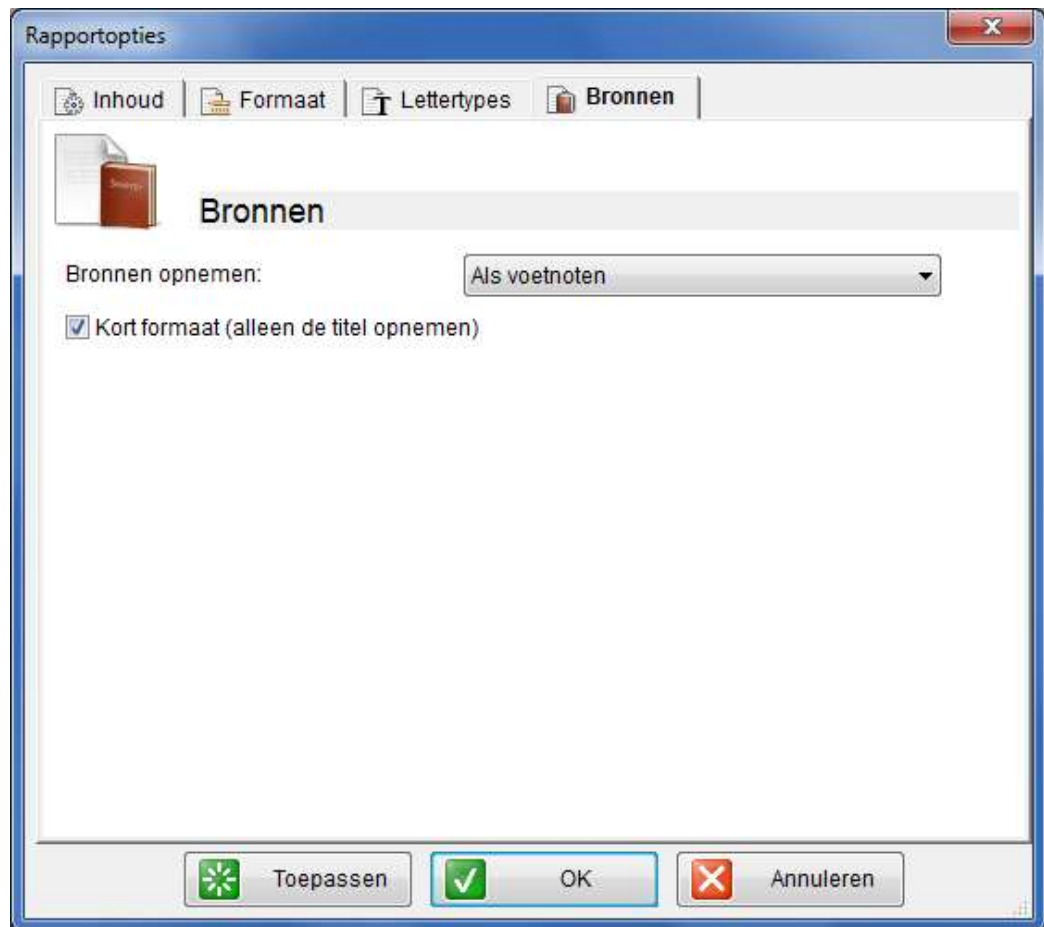 Rapportopties
Inhoud Formaat Lettertypes Bronnen
Bronnen
Bronnen opnemen: Als voetnoten
Kort formaat (alleen de titel opnemen)
Toepassen OK Annuleren